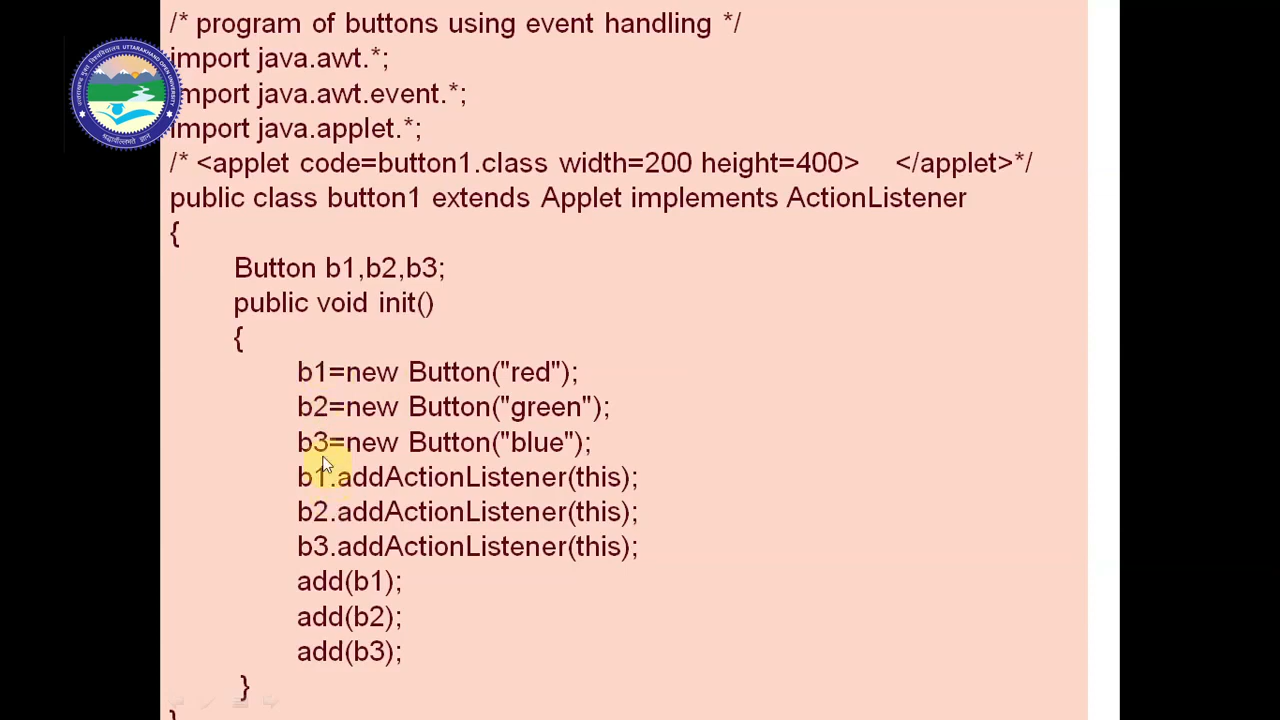 /* program of buttons using event handling */
import java.awt.*;
import java.awt.event.*;
import java.applet.*;
/* <applet code=button1.class width=200 height=400> </applet>*/
public class button1 extends Applet implements ActionListener
{
Button b1,b2,b3;
public void init()
{
b1=new Button("red");
b2=new Button("green");
b3=new Button("blue");
b1.addActionListener(this);
b2.addActionListener(this);
b3.addActionListener(this);
add(b1);
add(b2);
add(b3);
}
}
UTTARAKHAND OPEN UNIVERSITY